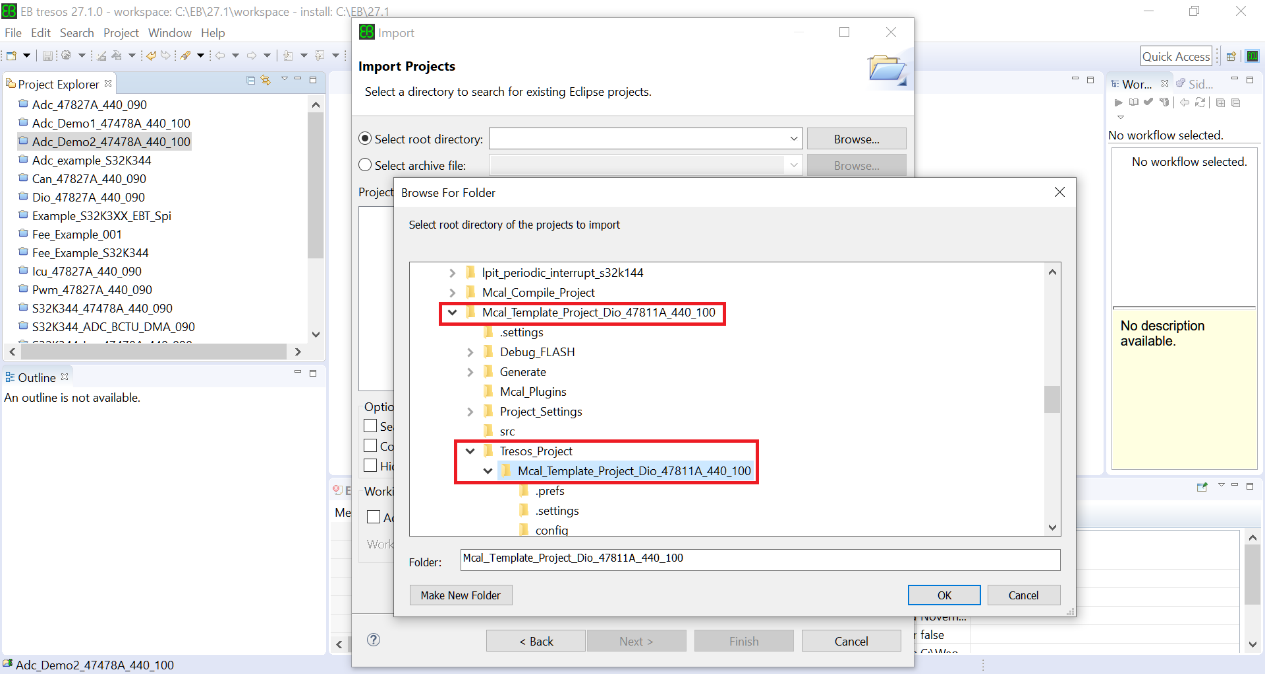 EB tresos 27.1.0 - workspace: C:\EB\27.1\workspace - install: C:\EB\27.1
File Edit Search Project Window Help
Quick Access
Project Explorer
Adc_47827A_440_090
Adc_Demo1_47478A_440_100
Adc_Demo2_47478A_440_100
Adc_example_S32K344
Can_47827A_440_090
Dio_47827A_440_090
Example_S32K3XX_EBT_Spi
Fee_Example_001
Fee_Example_S32K344
Icu_47827A_440_090
Pwm_47827A_440_090
S32K344_47478A_440_090
S32K344_ADC_BCTU_DMA_090
Outline
An outline is not available.
Import
Import Projects
Select a directory to search for existing Eclipse projects.
Select root directory:
Browse...
Select archive file:
Browse...
Project
Optio
Sea
Co
Hi
Worki
Ad
Work
Browse For Folder
Select root directory of the projects to import
lpit_periodic_interrupt_s32k144
Mcal_Compile_Project
Mcal_Template_Project_Dio_47811A_440_100
.settings
Debug_FLASH
Generate
Mcal_Plugins
Project_Settings
src
Tresos_Project
Mcal_Template_Project_Dio_47811A_440_100
.prefs
.settings
config
Folder:
Mcal_Template_Project_Dio_47811A_440_100
Make New Folder
OK
Cancel
< Back
Next >
Finish
Cancel
Wor...
Sid...
No workflow selected.
No workflow selected.
No description
available.
Me
r false
Adc_Demo2_47478A_440_100